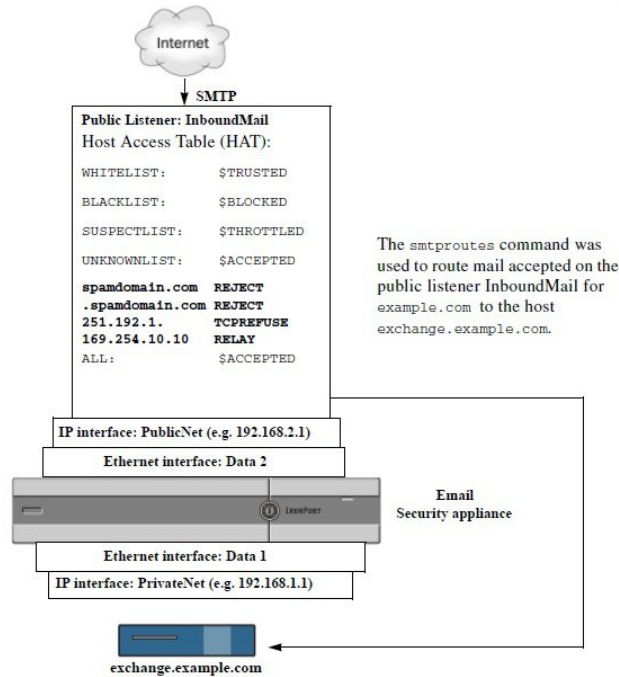 Internet
SMTP
Public Listener: InboundMail
Host Access Table (HAT):
WHITELIST: $TRUSTED
BLACKLIST: $BLOCKED
SUSPECTLIST: $THROTTLED
UNKNOWNLIST: $ACCEPTED
spamdomain.com REJECT
.spamdomain.com REJECT
251.192.1. TCPREFUSE
169.254.10.10 RELAY
ALL: $ACCEPTED
The smtproutes command was
used to route mail accepted on the
public listener InboundMail for
example.com to the host
exchange.example.com.
IP interface: PublicNet (e.g. 192.168.2.1)
Ethernet interface: Data 2
IRONPORT
Email
Security appliance
Ethernet interface: Data 1
IP interface: PrivateNet (e.g. 192.168.1.1)
exchange.example.com